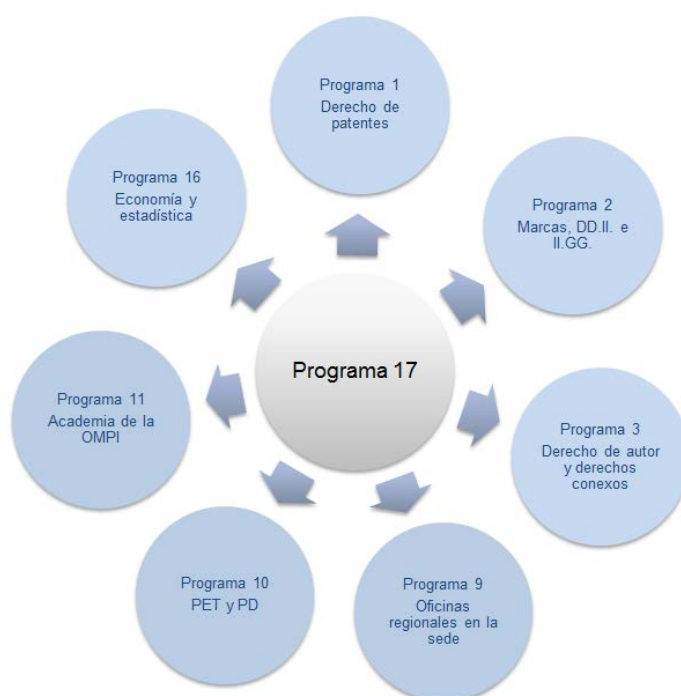 Programa 1
Derecho de
patentes
Programa 2
Marcas, DD.II. e
II.GG.
Programa 3
Derecho de autor
y derechos
conexos
Programa 9
Oficinas
regionales en la
sede
Programa 10
PET y PD
Programa 11
Academia de la
OMPI
Programa 16
Economía y
estadística
Programa 17